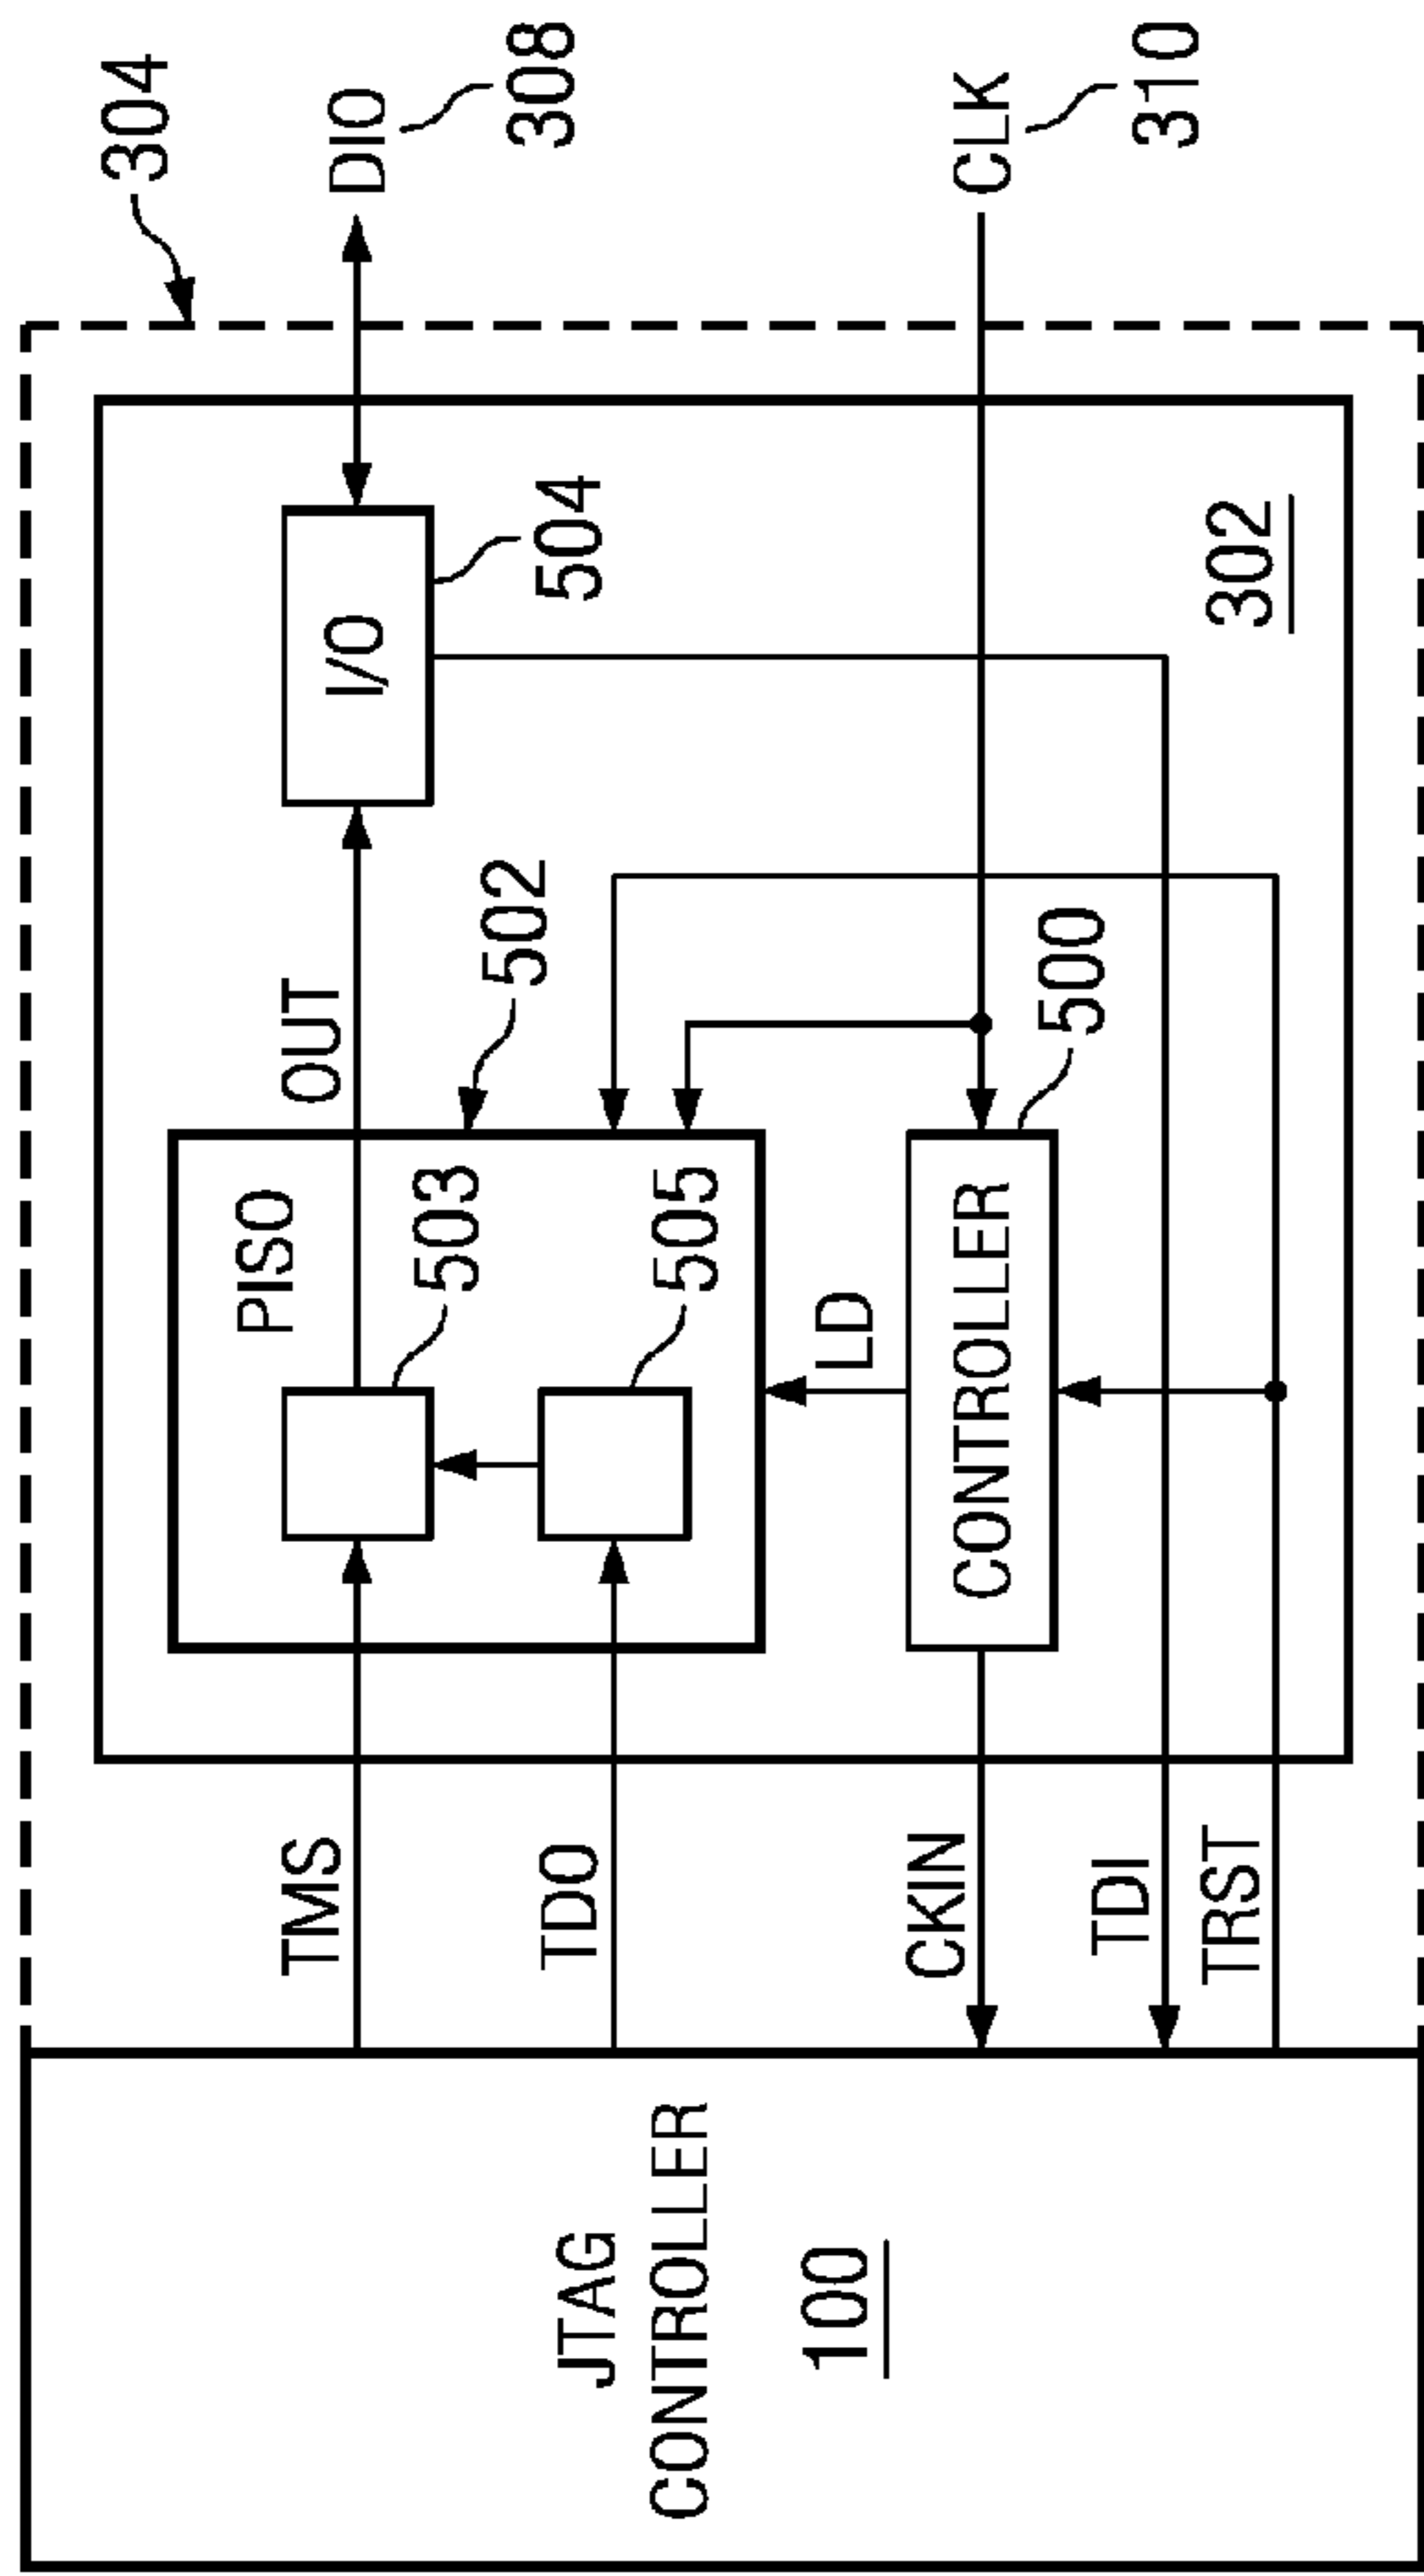 304
DIO
308
TMS
PISO
OUT
I/O
503
502
504
TDO
505
JTAG
CONTROLLER
100
LD
CKIN
CONTROLLER
CLK
500
310
TDI
TRST
302